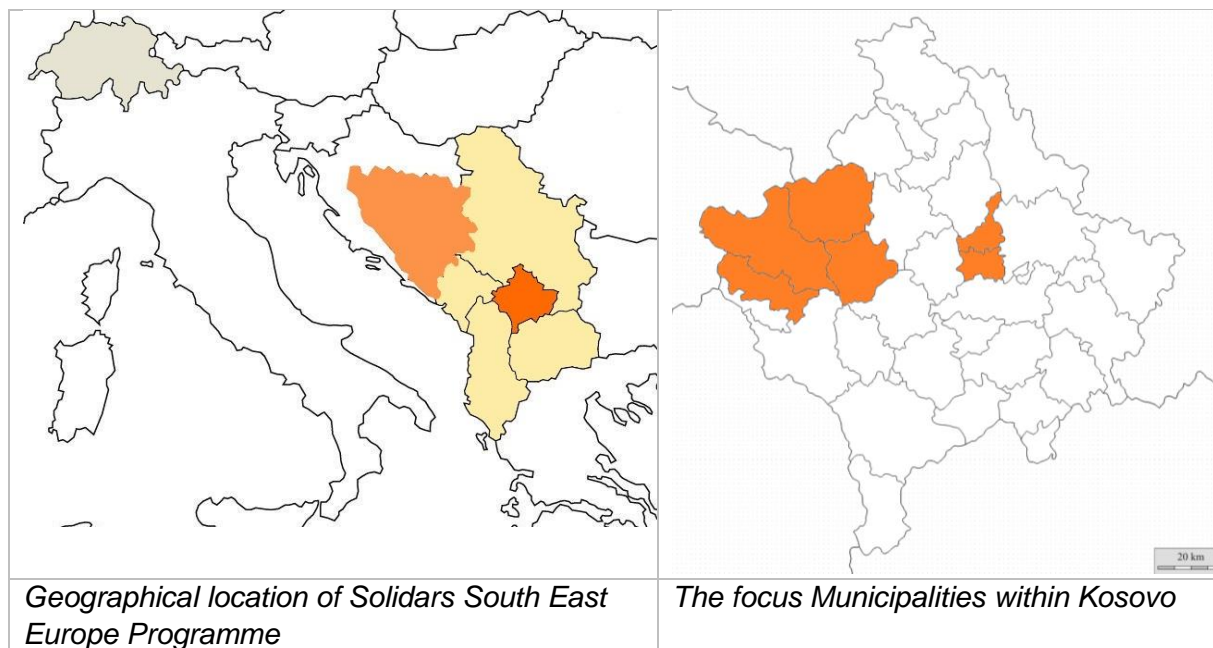 20 km
Geographical location of Solidars South East
Europe Programme
The focus Municipalities within Kosovo